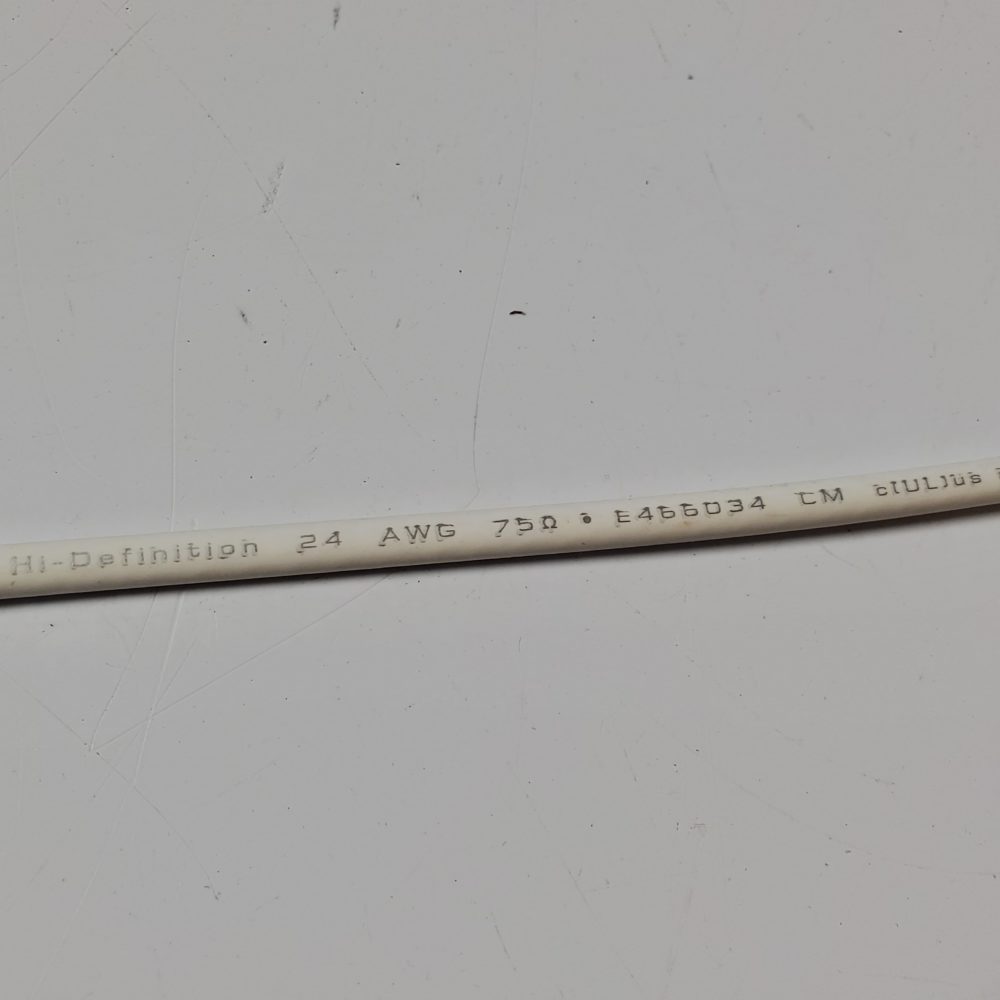 Hi-Definition 24 AWG 75Ω • E466034 CM c(UL)us